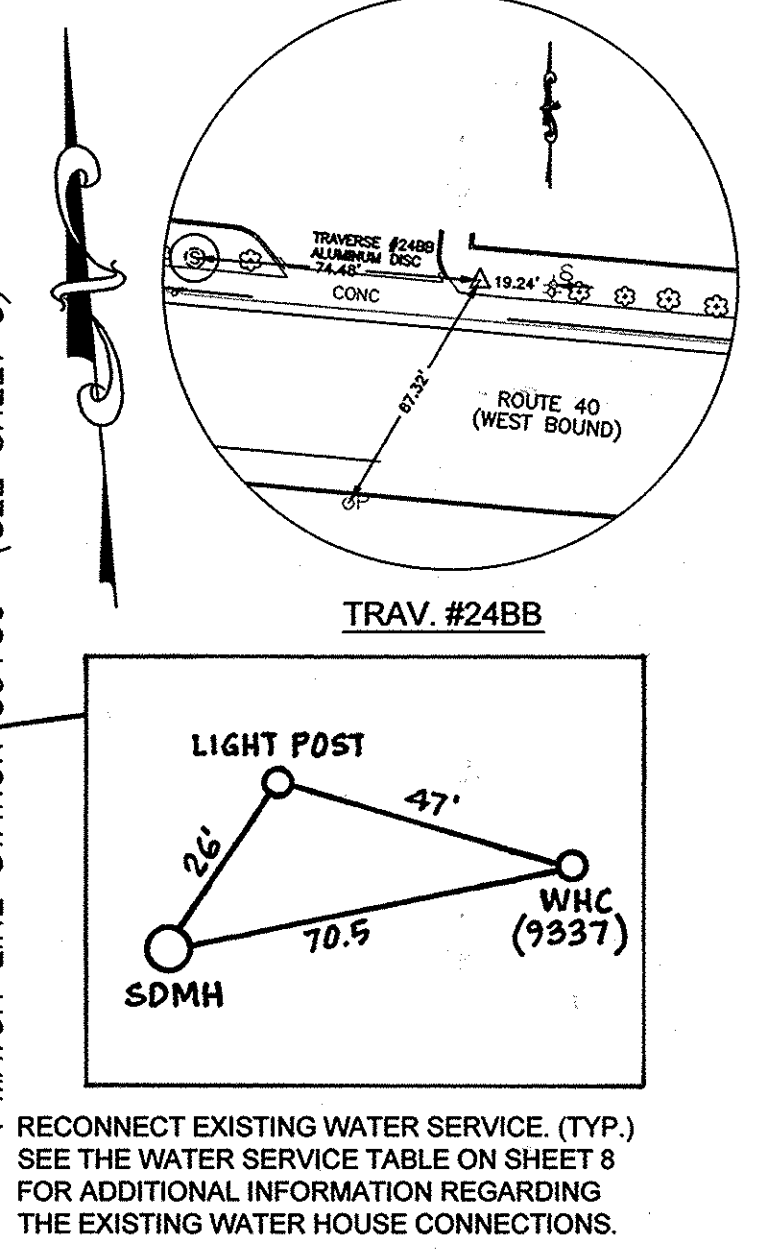 TRAVERSE #24BB
ALUMINUM DISC
74.48'
19.24'
S
S
CONC
67.32'
ROUTE 40
(WEST BOUND)
P
TRAV. #24BB
LIGHT POST
47'
26'
WHC
(9337)
70.5
SDMH
RECONNECT EXISTING WATER SERVICE. (TYP.)
SEE THE WATER SERVICE TABLE ON SHEET 8
FOR ADDITIONAL INFORMATION REGARDING
THE EXISTING WATER HOUSE CONNECTIONS.